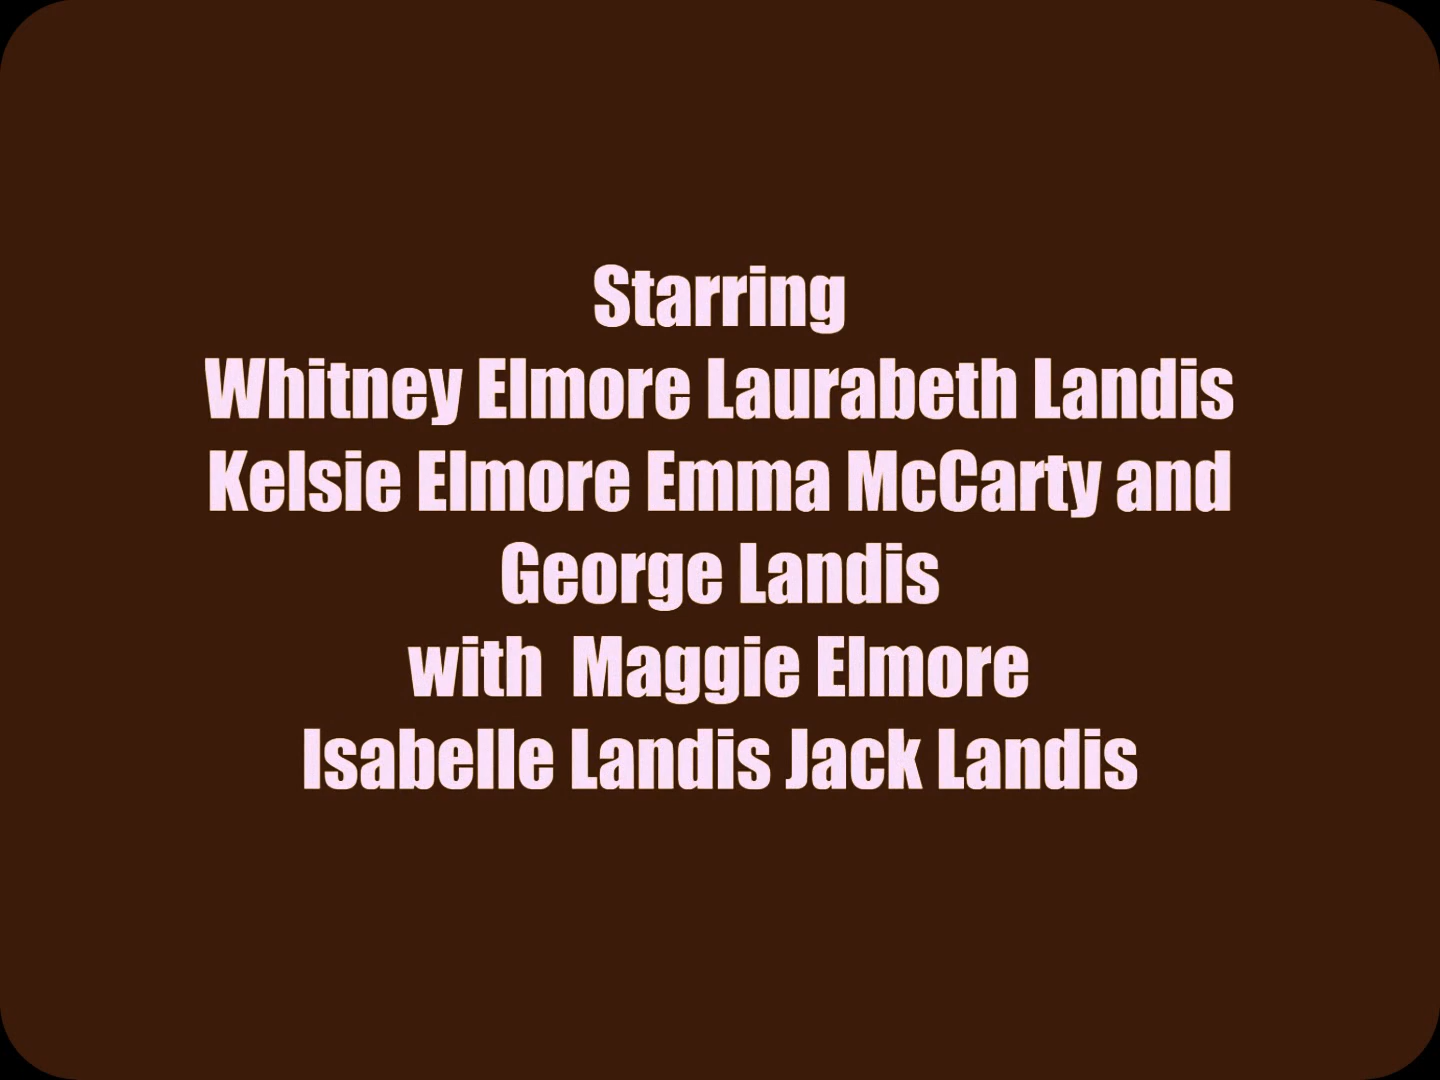 Starring
Whitney Elmore Laurabeth Landis
Kelsie Elmore Emma McCarty and
George Landis
with  Maggie Elmore
Isabelle Landis Jack Landis